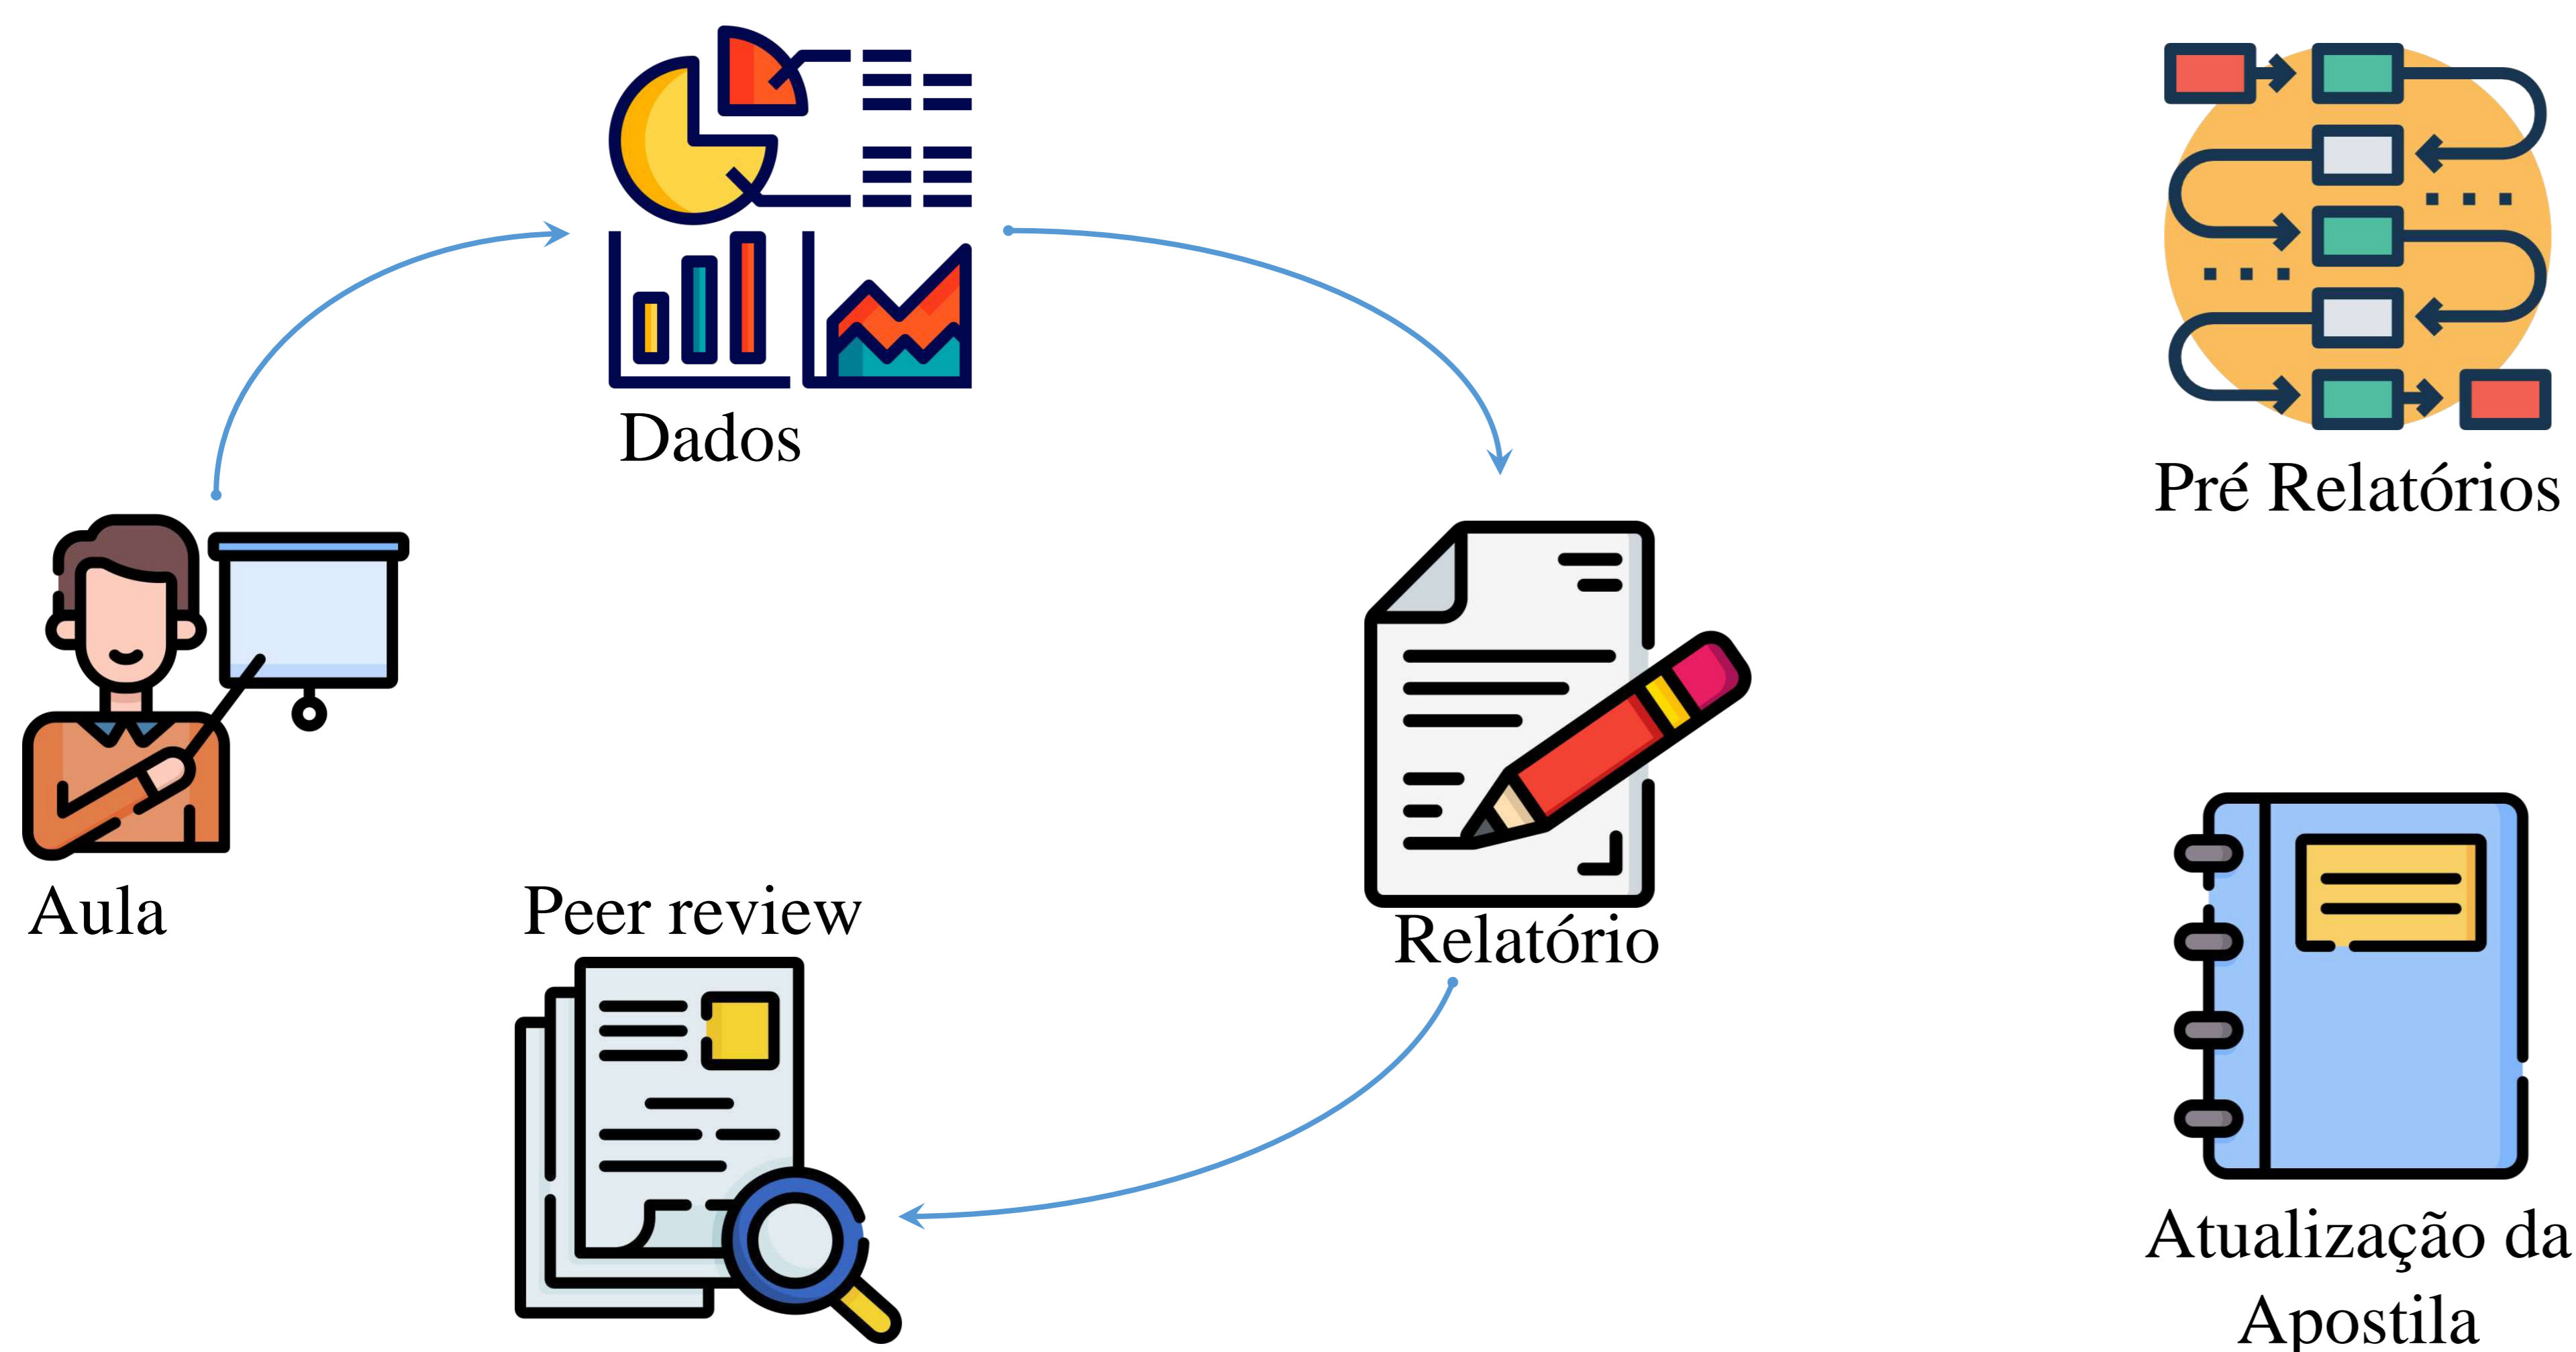 Dados
Pré Relatórios
Aula
Peer review
Relatório
Atualização da
Apostila